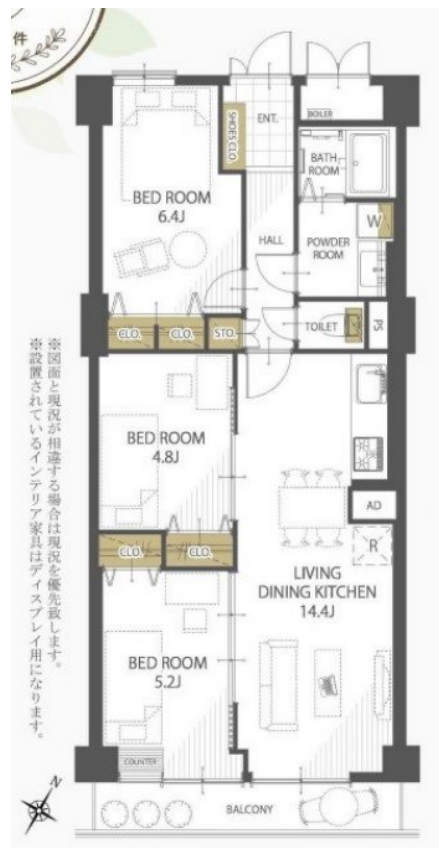 件
BOILER
ENT.
SHOES CLO.
BATH
ROOM
BED ROOM
6.4J
W
HALL
POWDER
ROOM
CLO.
CLO.
STO.
TOILET
PS
BED ROOM
4.8J
AD
CLO.
CLO.
R
LIVING
DINING KITCHEN
14.4J
BED ROOM
5.2J
COUNTER
BALCONY
N
※図面と現況が相違する場合は現況を優先致します。
※設置されているインテリア家具はディスプレイ用になります。